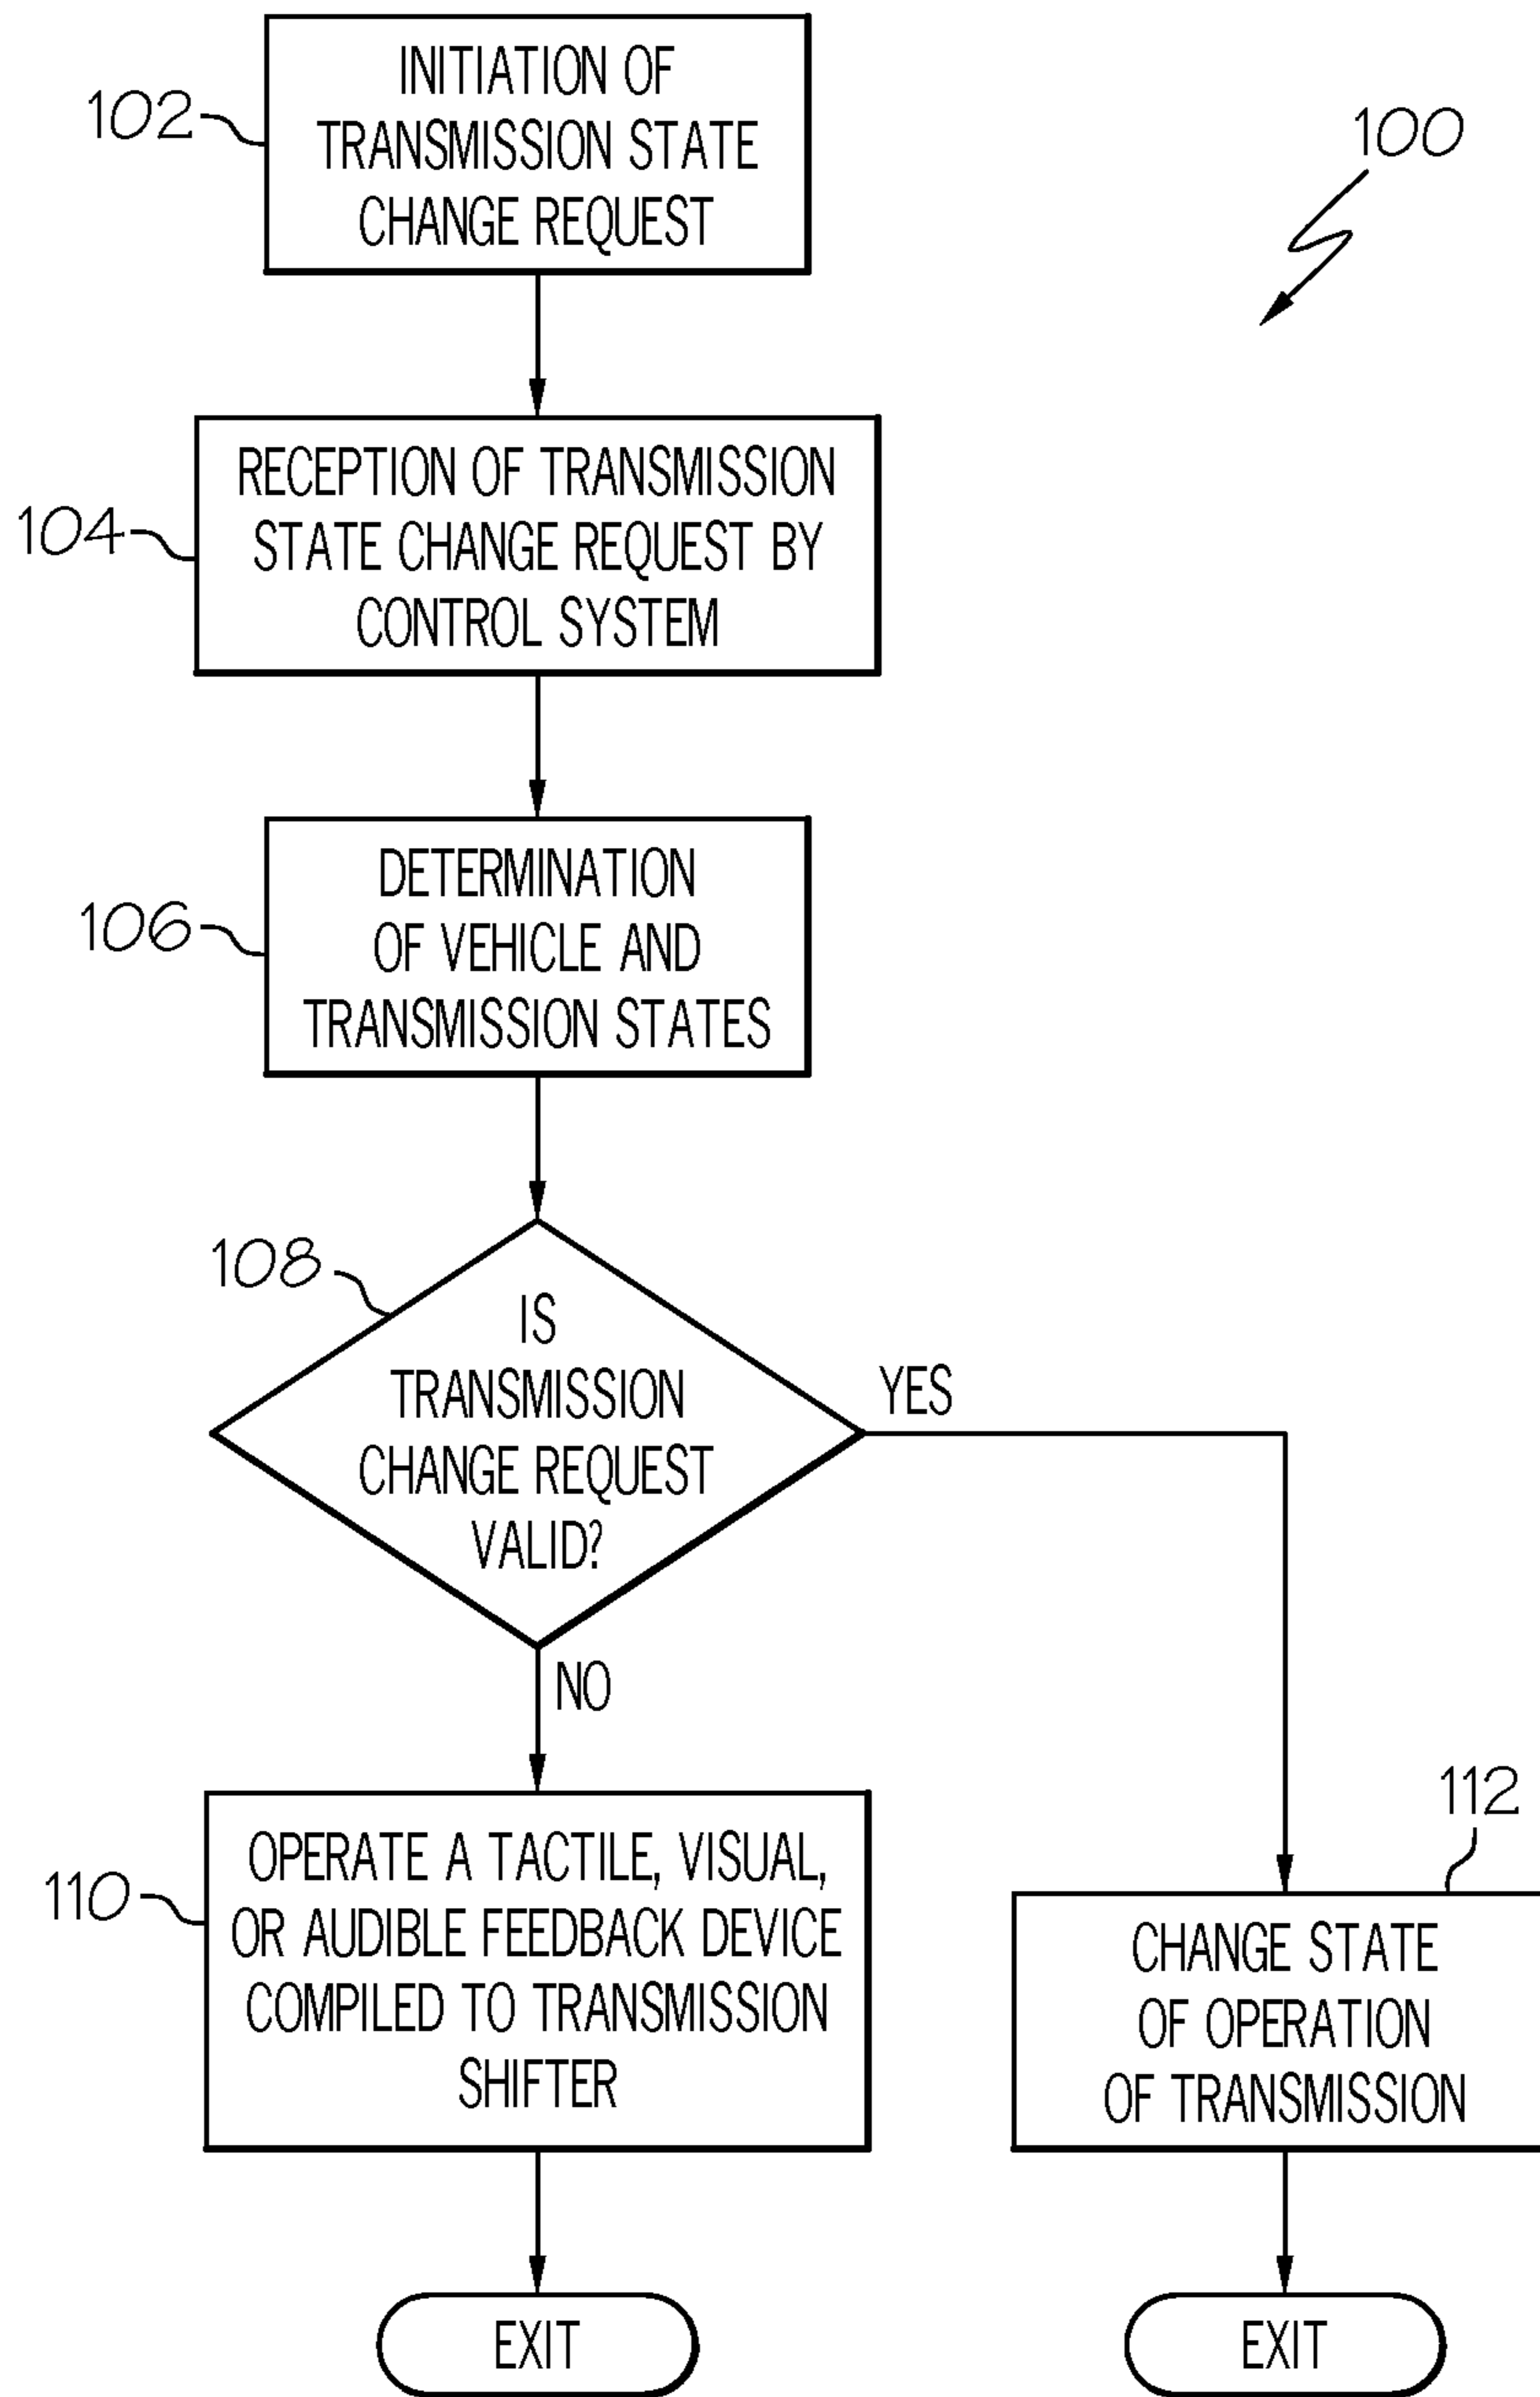 102
INITIATION OF
TRANSMISSION STATE
CHANGE REQUEST
100
104
RECEPTION OF TRANSMISSION
STATE CHANGE REQUEST BY
CONTROL SYSTEM
106
DETERMINATION
OF VEHICLE AND
TRANSMISSION STATES
108
IS
TRANSMISSION
CHANGE REQUEST
VALID?
YES
NO
110
OPERATE A TACTILE, VISUAL,
OR AUDIBLE FEEDBACK DEVICE
COMPILED TO TRANSMISSION
SHIFTER
112
CHANGE STATE
OF OPERATION
OF TRANSMISSION
EXIT
EXIT